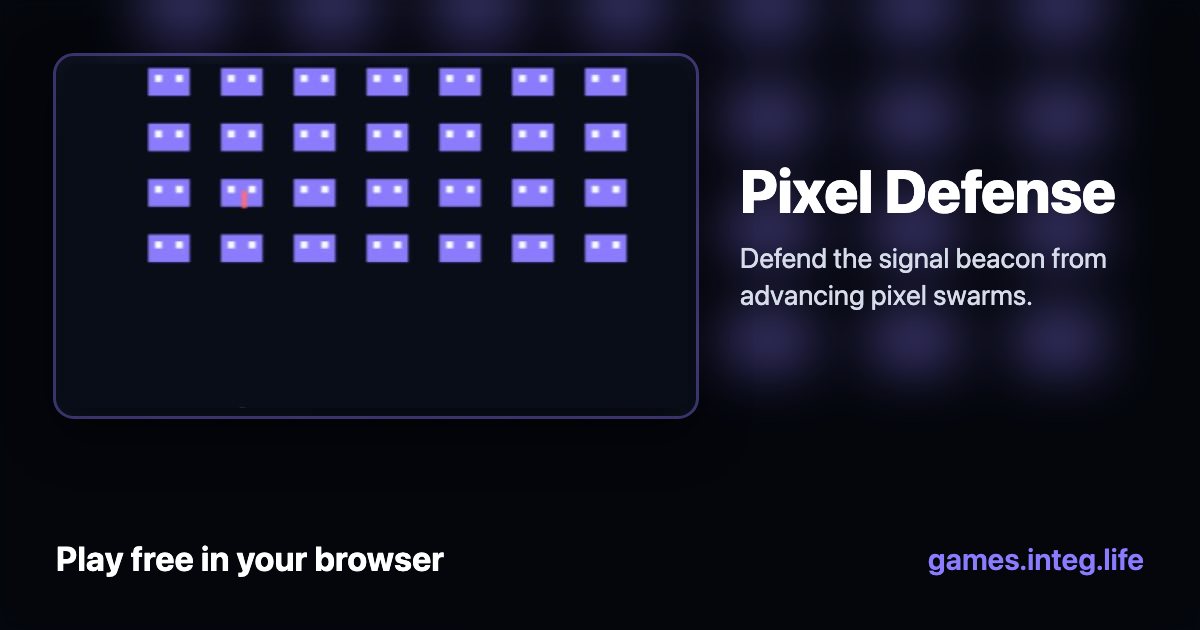 Pixel Defense
Defend the signal beacon from
advancing pixel swarms.
Play free in your browser
games.integ.life